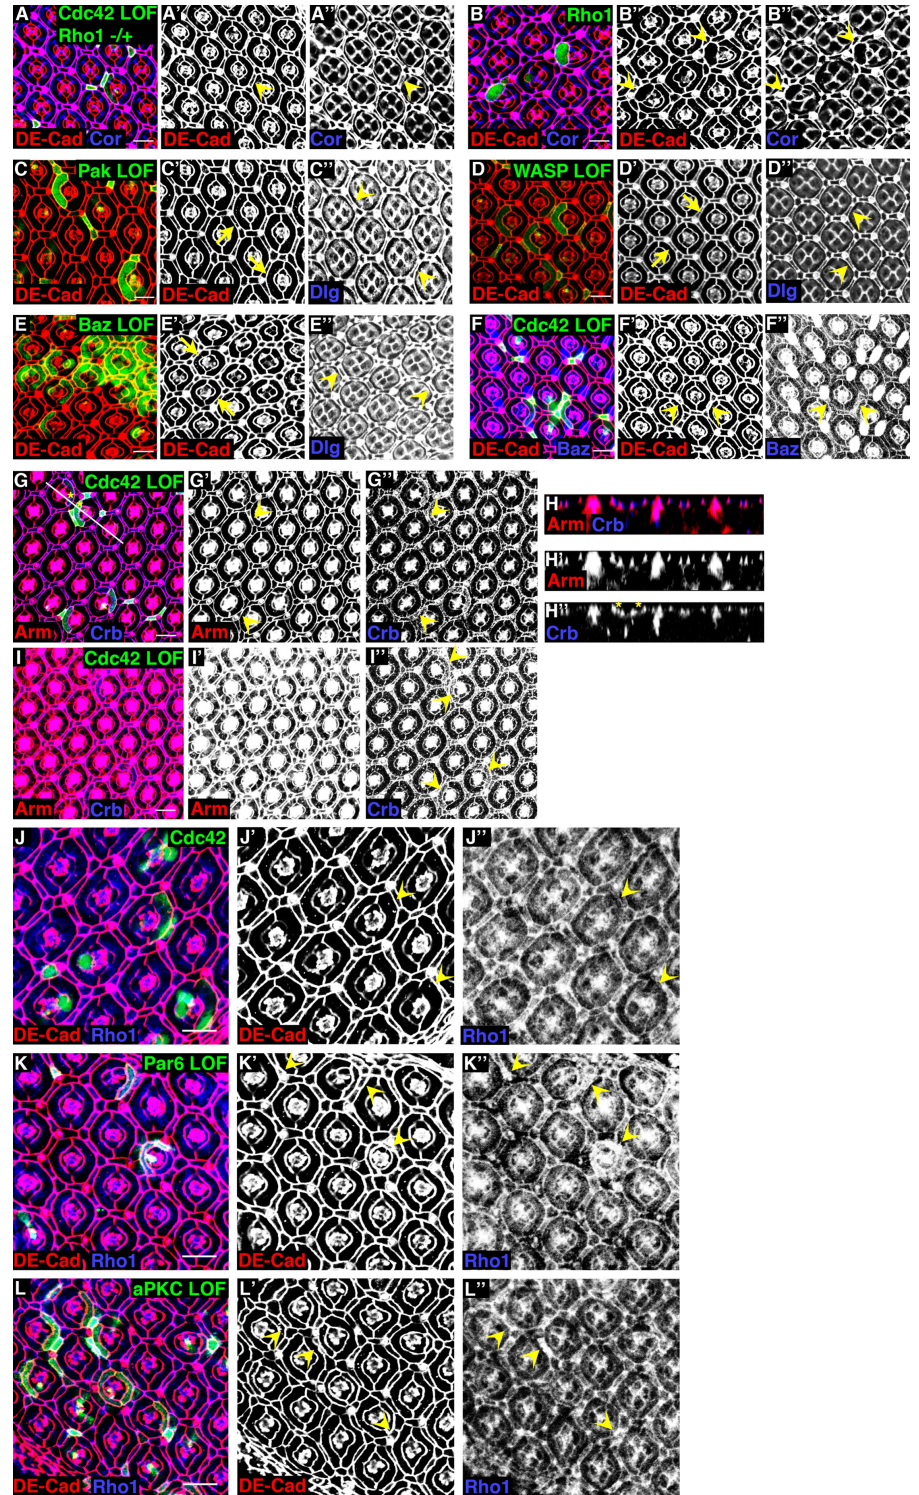 A Cdc42 LOF
Rho1 -/+
DE-Cad Cor
A' DE-Cad
A'' Cor
B Rho1
DE-Cad Cor
B' DE-Cad
B'' Cor
C Pak LOF
DE-Cad
C' DE-Cad
C'' Dlg
D WASP LOF
DE-Cad
D' DE-Cad
D'' Dlg
E Baz LOF
DE-Cad
E' DE-Cad
E'' Dlg
F Cdc42 LOF
DE-Cad Baz
F' DE-Cad
F'' Baz
G Cdc42 LOF
* *
Arm Crb
G' Arm
G'' Crb
H
Arm Crb
H'
Arm
H'' * *
Crb
I Cdc42 LOF
Arm Crb
I' Arm
I'' Crb
J Cdc42
DE-Cad Rho1
J' DE-Cad
J'' Rho1
K Par6 LOF
DE-Cad Rho1
K' DE-Cad
K'' Rho1
L aPKC LOF
DE-Cad Rho1
L' DE-Cad
L'' Rho1